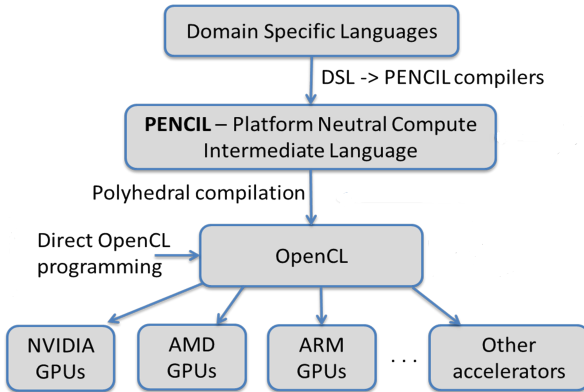 Domain Specific Languages
DSL -> PENCIL compilers
PENCIL – Platform Neutral Compute
Intermediate Language
Polyhedral compilation
Direct OpenCL
programming
OpenCL
NVIDIA
GPUs
AMD
GPUs
ARM
GPUs
. . .
Other
accelerators